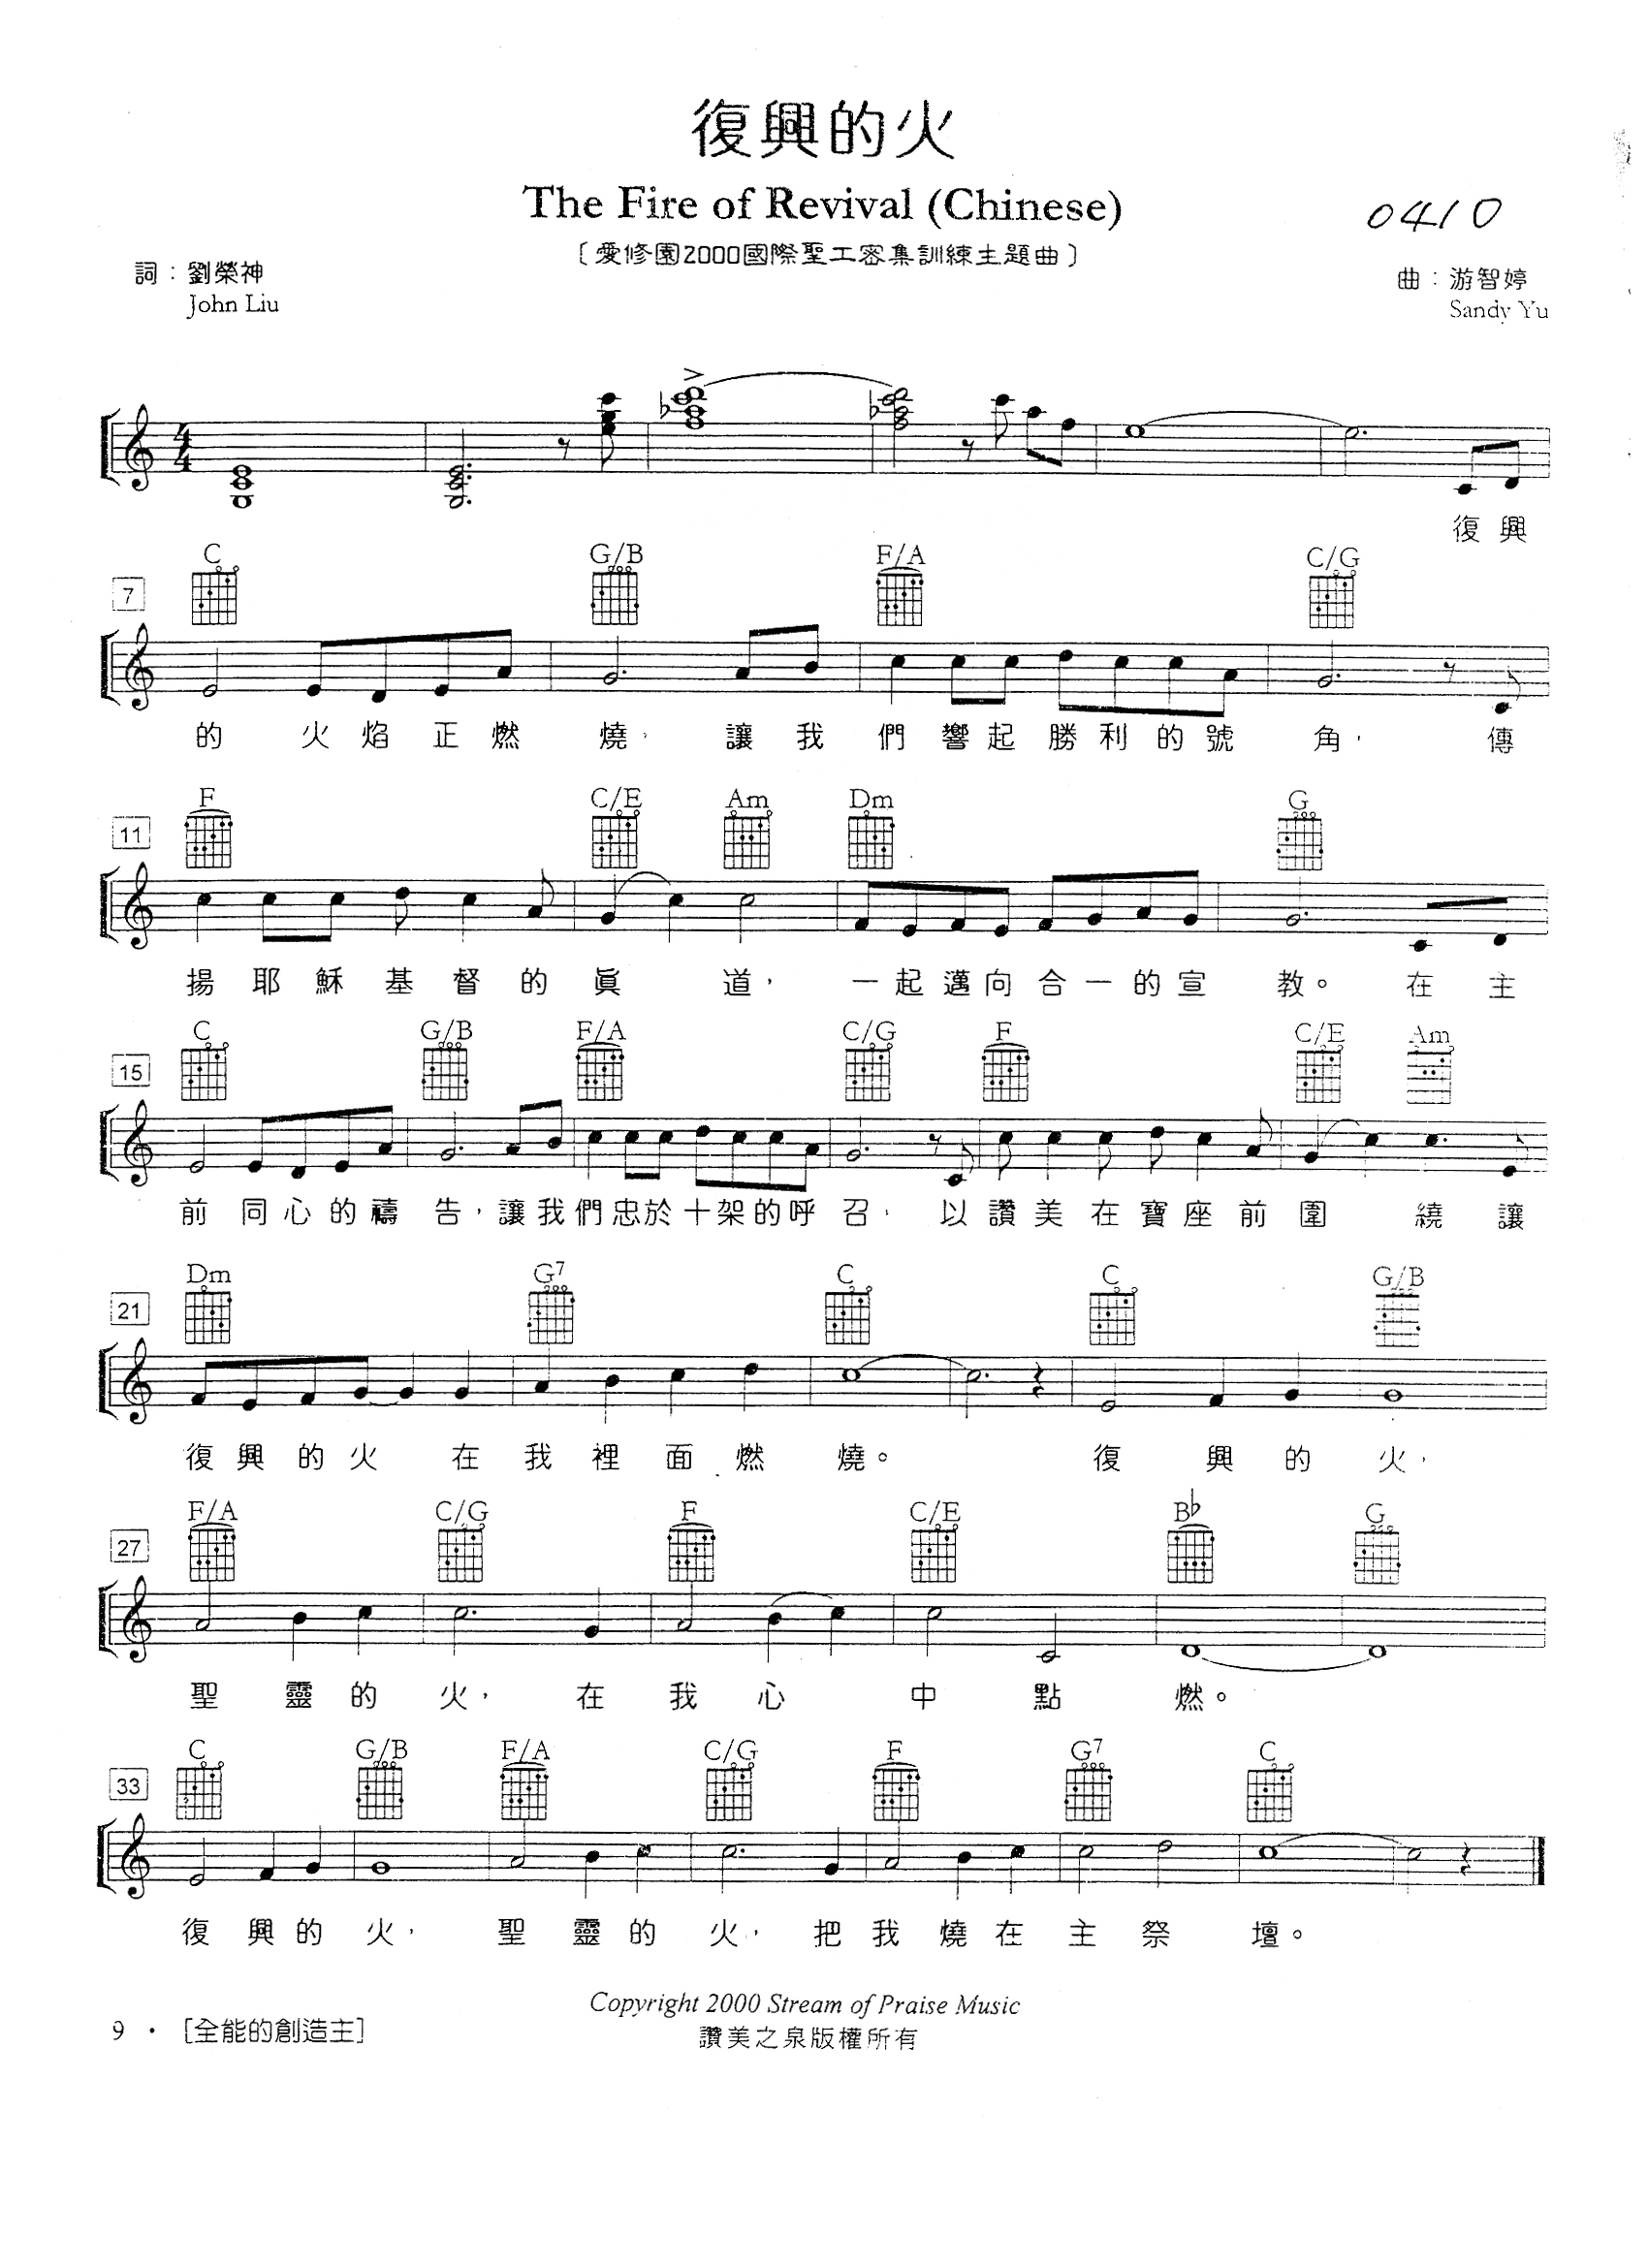 復興的火
The Fire of Revival (Chinese)
0410
〔愛修園2000國際聖工密集訓練主題曲〕
詞：劉榮神
John Liu
曲：游智婷
Sandy Yu
4
4
復興
C G/B F/A C/G
7
的 火焰正燃 燒， 讓我 們響起勝利的號 角， 傳
F C/E Am Dm G
11
揚耶穌基督的真 道， 一起邁向合一的宣 教。 在主
C G/B F/A C/G F C/E Am
15
前同心的禱 告，讓我們忠於十架的呼 召， 以讚美在寶座前圍 繞 讓
Dm G7 C C G/B
21
復興的火 在我裡面燃 燒。 復 興 的 火，
F/A C/G F C/E B♭ G
27
聖 靈 的 火， 在 我 心 中 點 燃。
C G/B F/A C/G F G7 C
33
復 興 的 火， 聖 靈 的 火， 把 我 燒 在 主 祭 壇。
Copyright 2000 Stream of Praise Music
9 · [全能的創造主]
讚美之泉版權所有